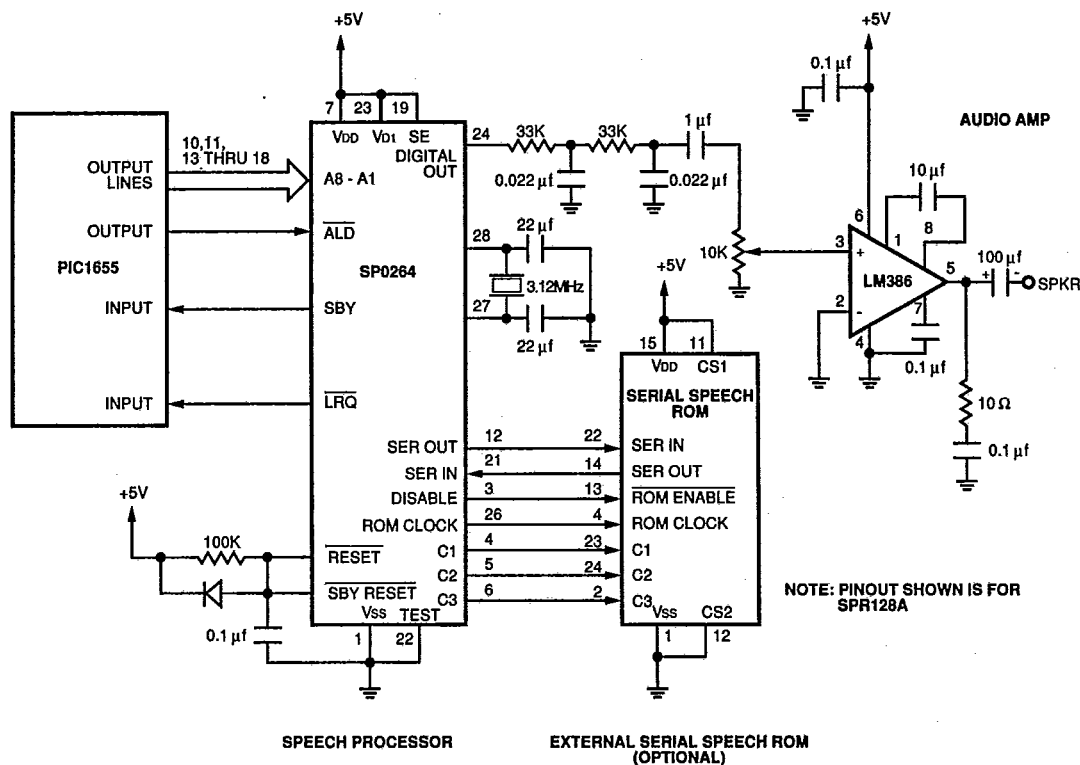 +5V
7
23
19
VDD
VD1
SE
DIGITAL
OUT
24
33K
33K
1 µf
0.022 µf
0.022 µf
10K
0.1 µf
+5V
AUDIO AMP
10 µf
6
1
8
3
+
LM386
5
100 µf
+
-
SPKR
2
-
4
7
0.1 µf
10 Ω
0.1 µf
PIC1655
OUTPUT
LINES
10,11,
13 THRU 18
A8 - A1
OUTPUT
ALD
SP0264
INPUT
SBY
INPUT
LRQ
28
22 µf
3.12MHz
27
22 µf
+5V
15
11
VDD
CS1
SERIAL SPEECH
ROM
SER OUT
12
22
SER IN
SER IN
21
14
SER OUT
DISABLE
3
13
ROM ENABLE
ROM CLOCK
26
4
ROM CLOCK
C1
4
23
C1
C2
5
24
C2
C3
6
2
C3
VSS
CS2
1
12
+5V
100K
RESET
SBY RESET
0.1 µf
VSS
TEST
1
22
NOTE: PINOUT SHOWN IS FOR
SPR128A
SPEECH PROCESSOR
EXTERNAL SERIAL SPEECH ROM
(OPTIONAL)